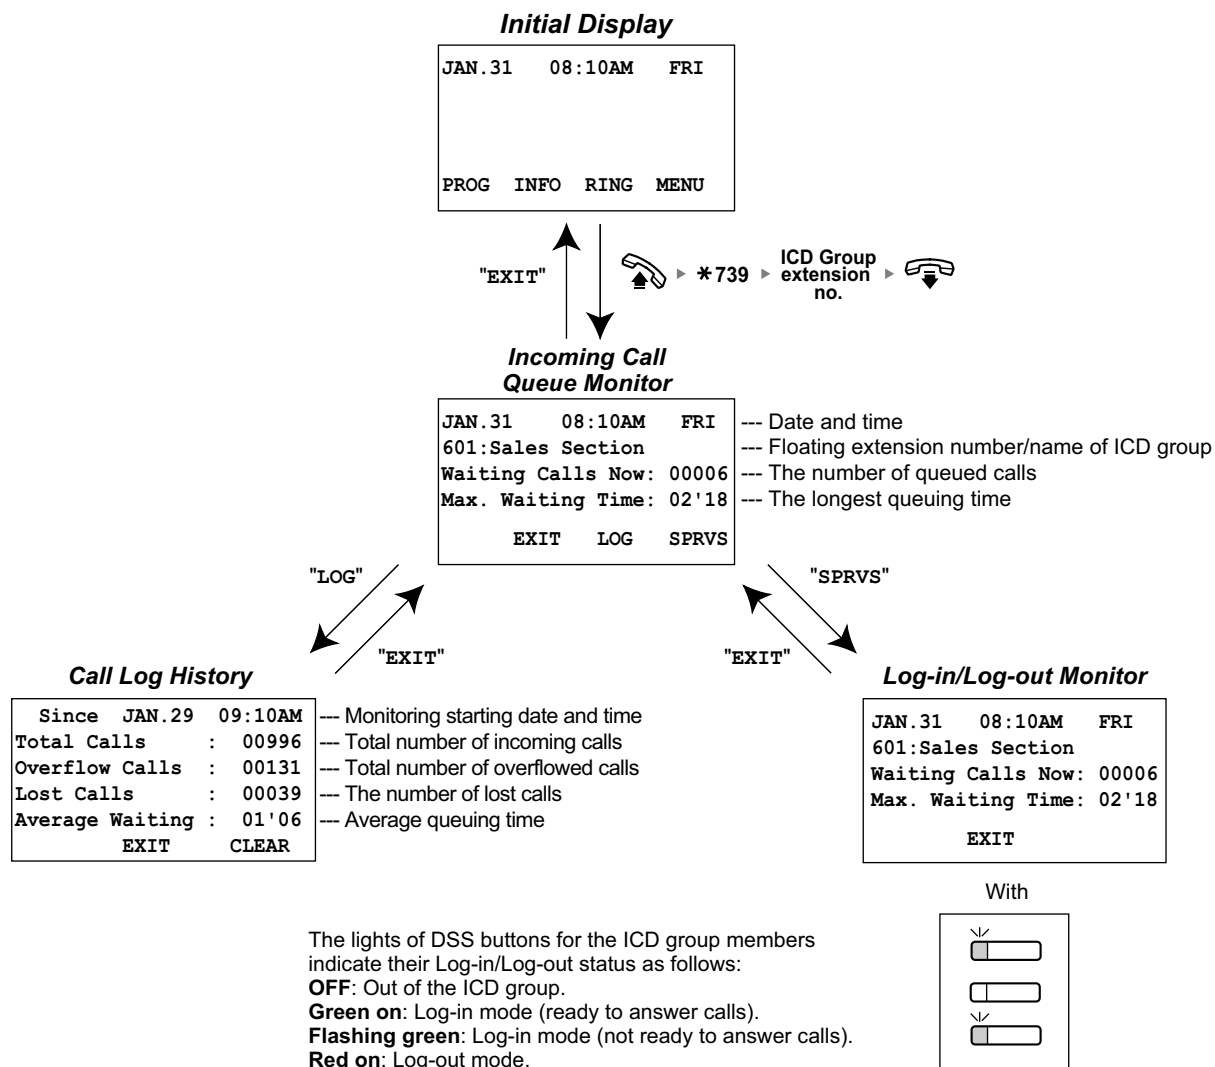 Initial Display
JAN.31 08:10AM FRI
PROG INFO RING MENU
"EXIT"
*739
ICD Group
extension
no.
Incoming Call
Queue Monitor
JAN.31 08:10AM FRI --- Date and time
601:Sales Section --- Floating extension number/name of ICD group
Waiting Calls Now: 00006 --- The number of queued calls
Max. Waiting Time: 02'18 --- The longest queuing time
EXIT LOG SPRVS
"LOG"
"SPRVS"
"EXIT"
"EXIT"
Call Log History
Since JAN.29 09:10AM --- Monitoring starting date and time
Total Calls : 00996 --- Total number of incoming calls
Overflow Calls : 00131 --- Total number of overflowed calls
Lost Calls : 00039 --- The number of lost calls
Average Waiting : 01'06 --- Average queuing time
EXIT CLEAR
Log-in/Log-out Monitor
JAN.31 08:10AM FRI
601:Sales Section
Waiting Calls Now: 00006
Max. Waiting Time: 02'18
EXIT
With
The lights of DSS buttons for the ICD group members
indicate their Log-in/Log-out status as follows:
OFF: Out of the ICD group.
Green on: Log-in mode (ready to answer calls).
Flashing green: Log-in mode (not ready to answer calls).
Red on: Log-out mode.